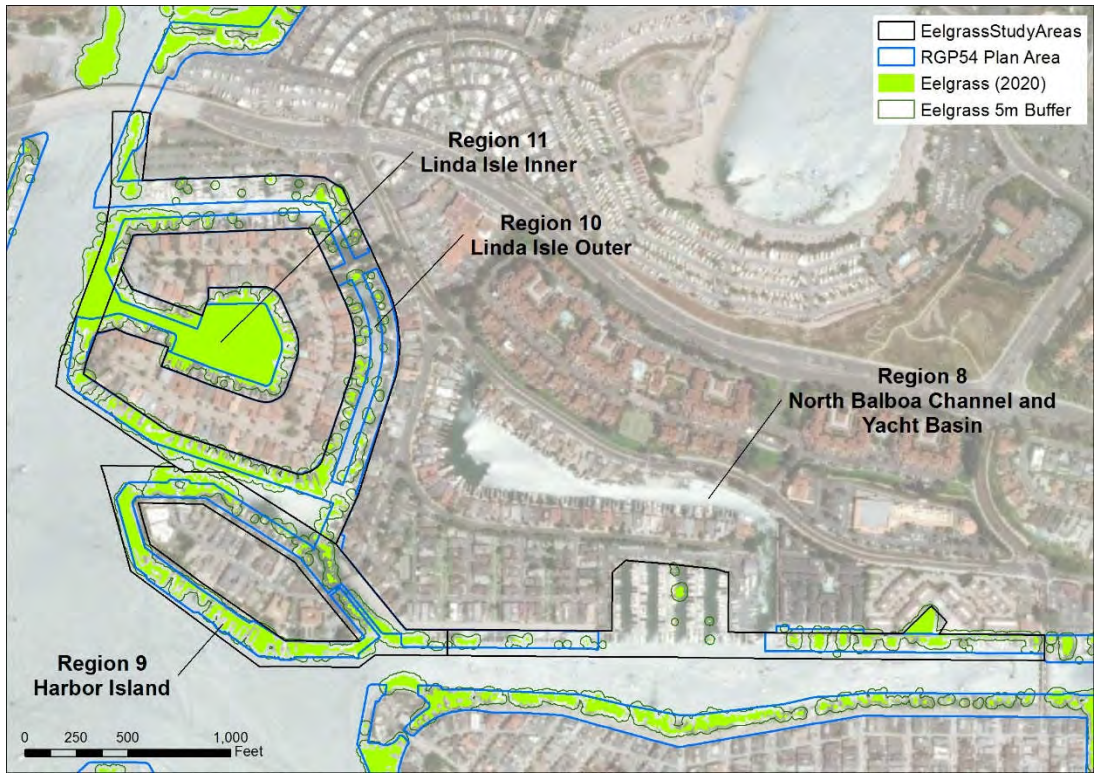 EelgrassStudyAreas
RGP54 Plan Area
Eelgrass (2020)
Eelgrass 5m Buffer
Region 11
Linda Isle Inner
Region 10
Linda Isle Outer
Region 8
North Balboa Channel and
Yacht Basin
Region 9
Harbor Island
0 250 500 1,000
Feet